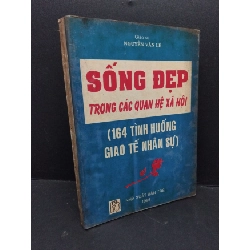 NGUYỄN VĂN LÊ
SỐNG ĐẸP
TRONG CÁC QUAN HỆ XÃ HỘI
(164 TÌNH HUỐNG
GIAO TẾ NHÂN SỰ)